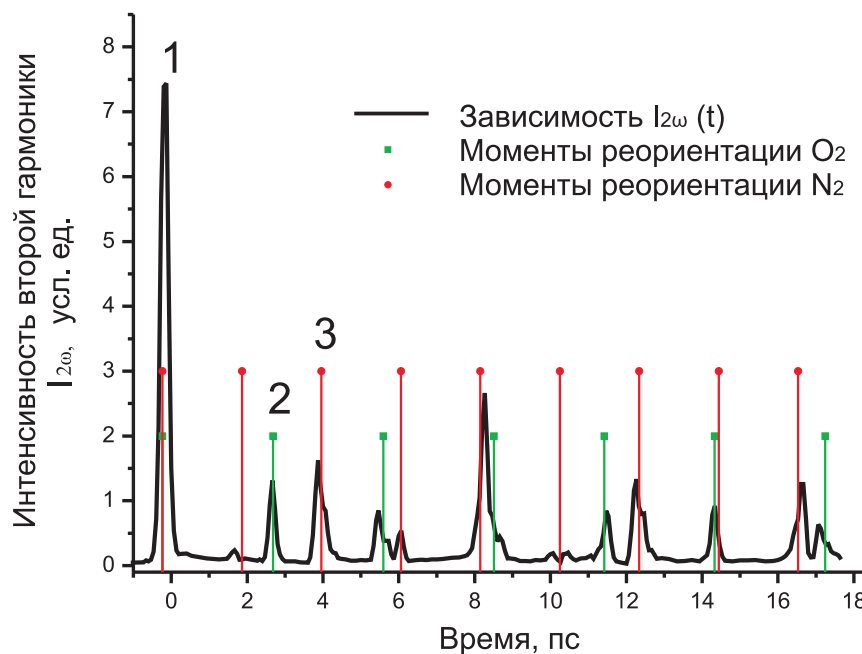 Интенсивность второй гармоники
I2ω, усл. ед.
8
7
6
5
4
3
2
1
0
1
2
3
Зависимость I2ω (t)
Моменты реориентации O2
Моменты реориентации N2
0 2 4 6 8 10 12 14 16 18
Время, пс